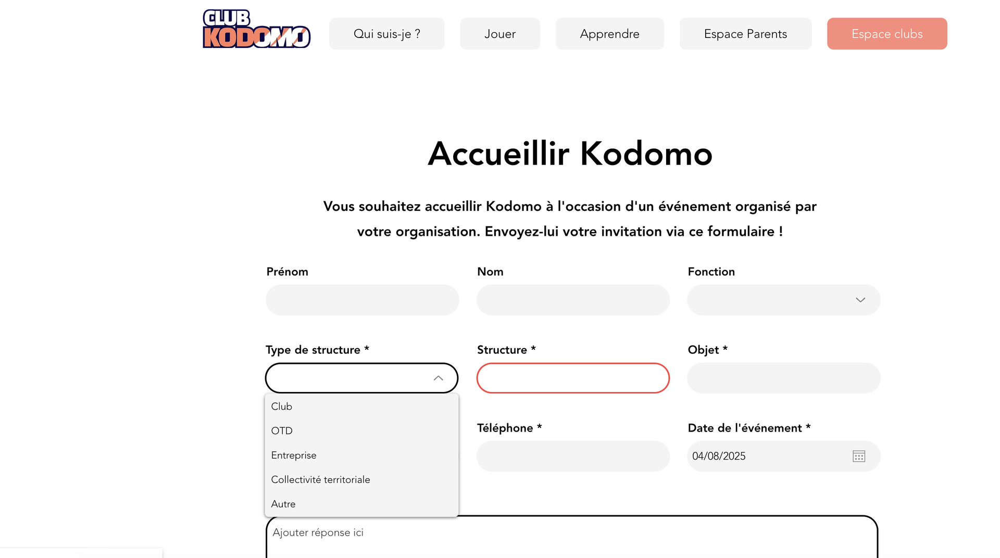 CLUB
KODOMO
Qui suis-je ?
Jouer
Apprendre
Espace Parents
Espace clubs
Accueillir Kodomo
Vous souhaitez accueillir Kodomo à l'occasion d'un événement organisé par
votre organisation. Envoyez-lui votre invitation via ce formulaire !
Prénom
Nom
Fonction
Type de structure *
Structure *
Objet *
Club
OTD
Entreprise
Collectivité territoriale
Autre
Téléphone *
Date de l'événement *
04/08/2025
Ajouter réponse ici